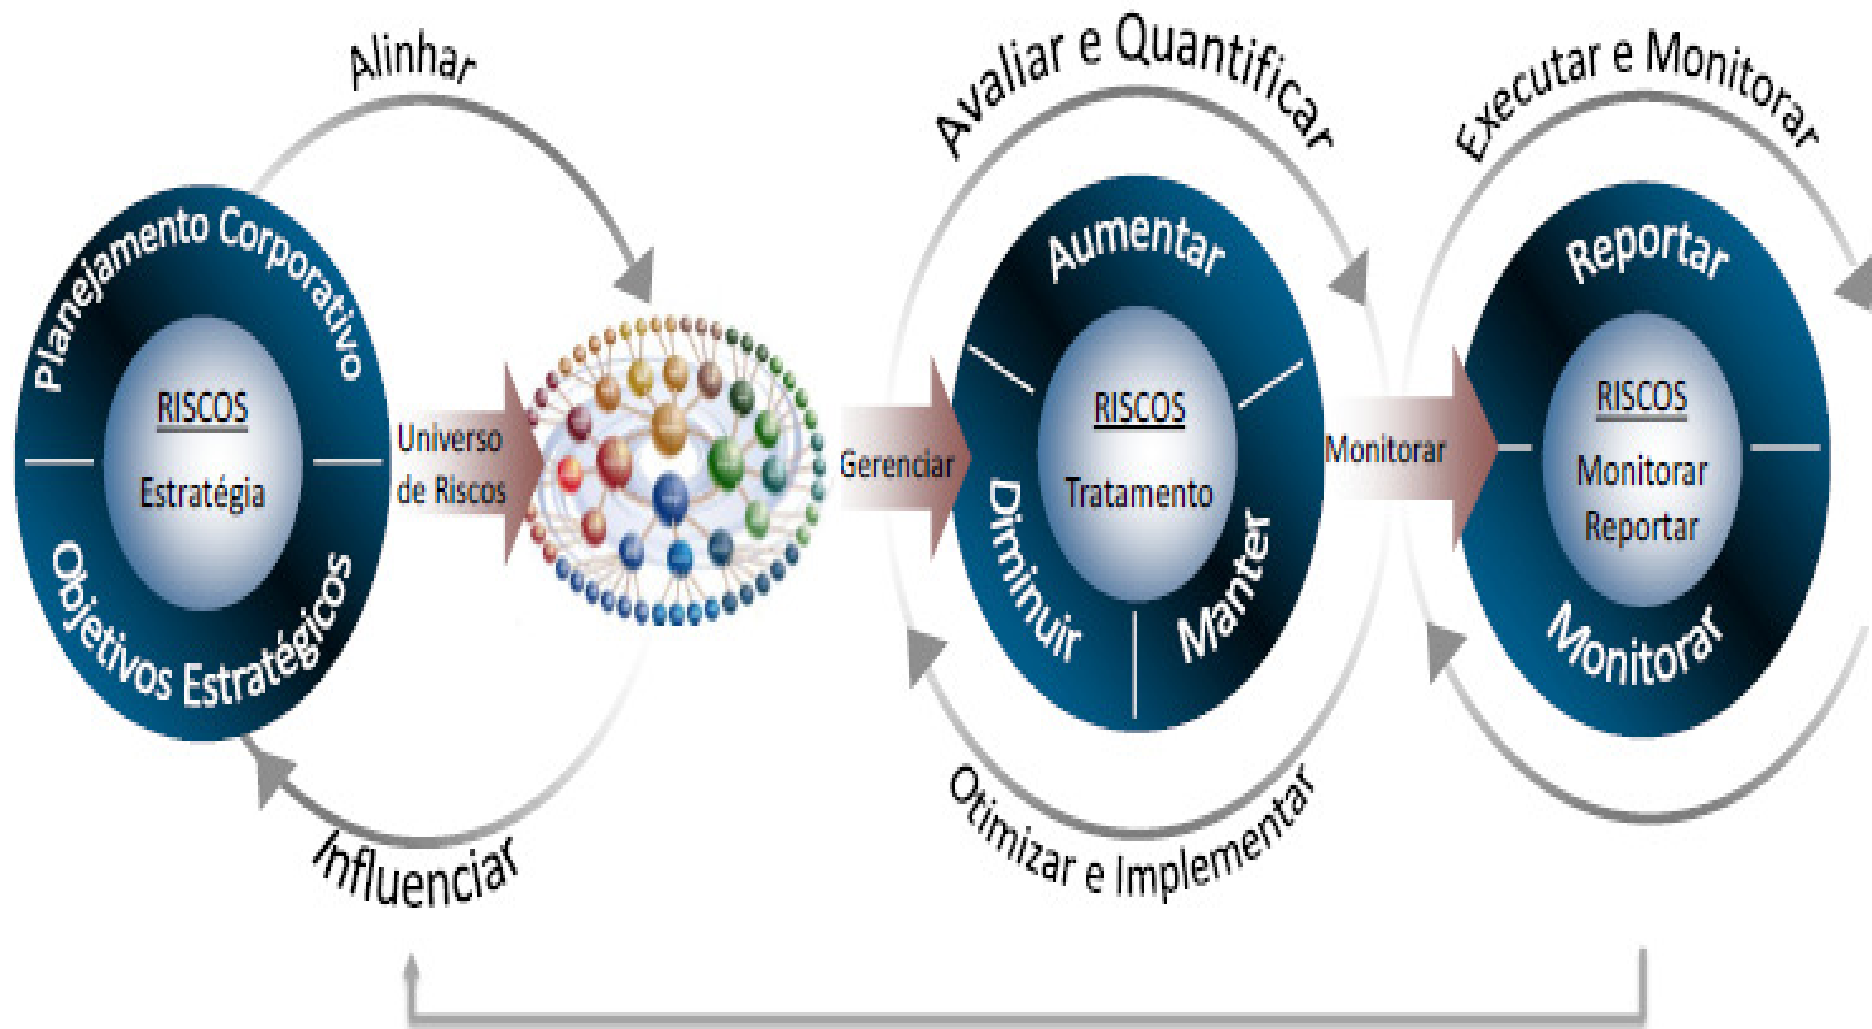 Alinhar
Planejamento Corporativo
RISCOS
Estratégia
Objetivos Estratégicos
Influenciar
Universo
de Riscos
Gerenciar
Avaliar e Quantificar
Aumentar
RISCOS
Tratamento
Diminuir
Manter
Otimizar e Implementar
Monitorar
Executar e Monitorar
Reportar
RISCOS
Monitorar
Reportar
Monitorar